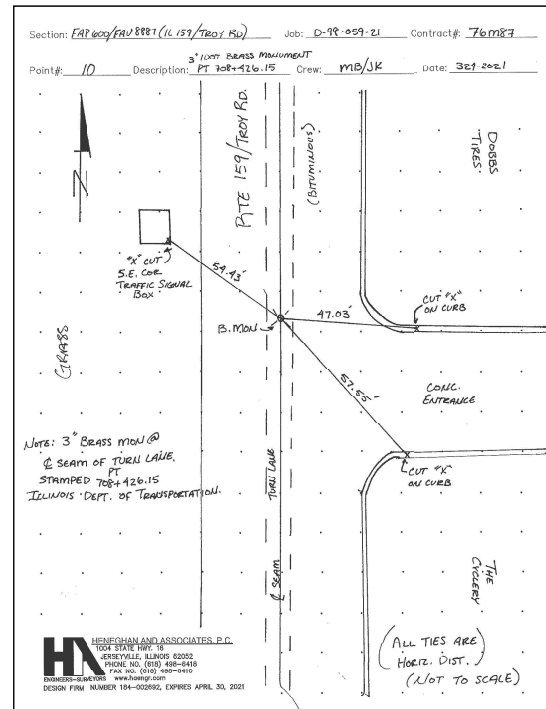 Section: FAP 600/FAU 8887 (IL 159/TROY RD) Job: D-98-059-21 Contract#: 76M87
3" IDOT BRASS MONUMENT
Point#: 10 Description: PT 708+426.15 Crew: MB/JK Date: 329-2021
N
RTE 159/TROY RD.
(BITUMINOUS)
DOBBS
TIRES
"X" CUT
S.E. COR
TRAFFIC SIGNAL
BOX
54.43'
B. MON
47.03'
CUT "X"
ON CURB
GRASS
57.55'
CONC.
ENTRANCE
NOTE: 3" BRASS MON @
℄ SEAM OF TURN LANE,
PT
STAMPED 708+426.15
ILLINOIS DEPT. OF TRANSPORTATION.
TURN LANE
CUT "X"
ON CURB
℄ SEAM
THE
CYCLERY
(ALL TIES ARE
HORIZ. DIST.)
(NOT TO SCALE)
HA
HENEGHAN AND ASSOCIATES, P.C.
1004 STATE HWY. 16
JERSEYVILLE, ILLINOIS 62052
PHONE NO. (618) 498-6418
FAX NO. (618) 498-6410
ENGINEERS-SURVEYORS www.haengr.com
DESIGN FIRM NUMBER 184-002692, EXPIRES APRIL 30, 2021